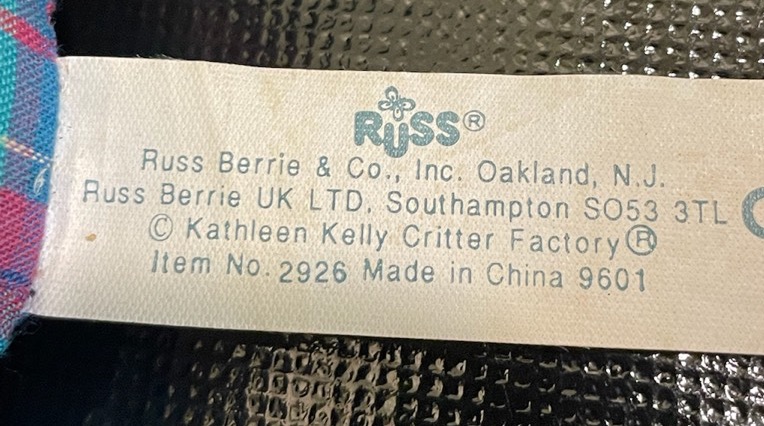 RUSS®
Russ Berrie & Co., Inc. Oakland, N.J.
Russ Berrie UK LTD. Southampton SO53 3TL
© Kathleen Kelly Critter Factory®
Item No. 2926 Made in China 9601